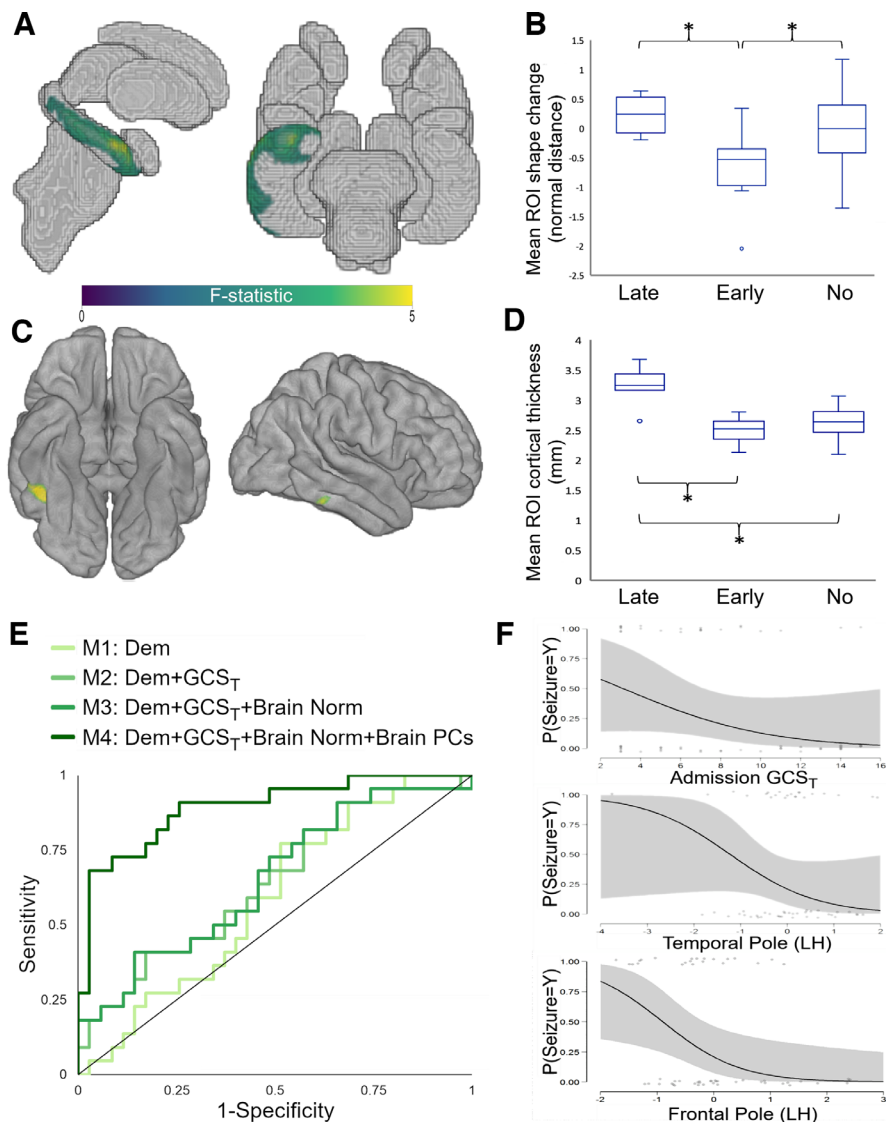 A
B
*
*
1.5
1
0.5
0
-0.5
-1
-1.5
-2
-2.5
Mean ROI shape change
(normal distance)
Late
Early
No
F-statistic
0
5
C
D
4
3.5
3
2.5
2
1.5
1
0.5
0
Mean ROI cortical thickness
(mm)
*
*
Late
Early
No
E
M1: Dem
M2: Dem+GCST
M3: Dem+GCST+Brain Norm
M4: Dem+GCST+Brain Norm+Brain PCs
1
0.75
0.5
0.25
0
Sensitivity
0
0.25
0.5
0.75
1
1-Specificity
F
P(Seizure=Y)
1.00
0.75
0.50
0.25
0.00
2
4
6
8
10
12
14
16
Admission GCST
P(Seizure=Y)
1.00
0.75
0.50
0.25
0.00
-4
-3
-2
-1
0
1
2
Temporal Pole (LH)
P(Seizure=Y)
1.00
0.75
0.50
0.25
0.00
-2
-1
0
1
2
3
Frontal Pole (LH)